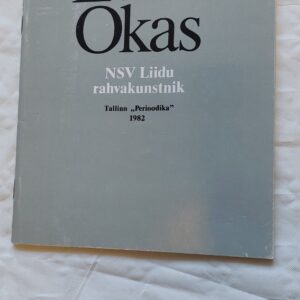 Okas
NSV Liidu
rahvakunstnik
Tallinn „Perioodika”
1982